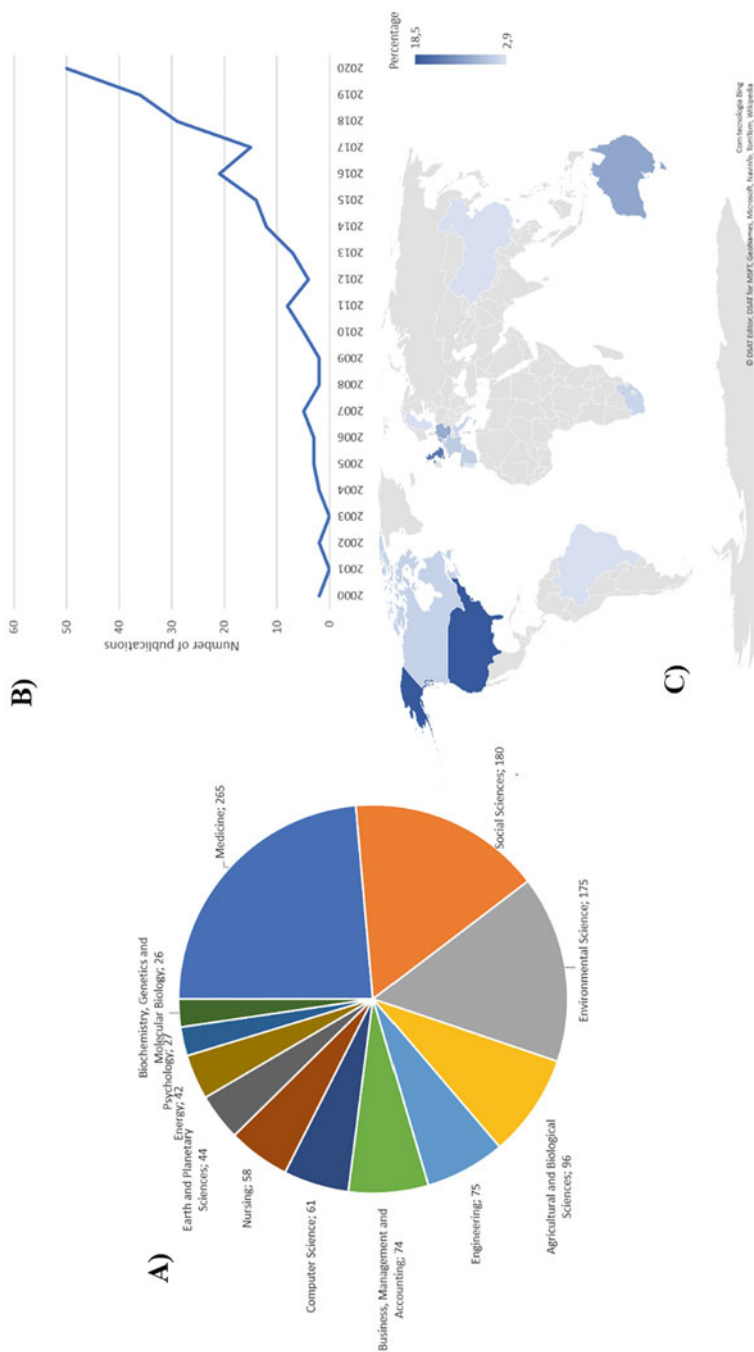 A)
Medicine; 265
Social Sciences; 180
Environmental Science; 175
Agricultural and Biological
Sciences; 96
Engineering; 75
Business, Management and
Accounting; 74
Computer Science; 61
Nursing; 58
Earth and Planetary
Sciences; 44
Energy; 42
Psychology; 27
Biochemistry, Genetics and
Molecular Biology; 26
B)
Number of publications
60
50
40
30
20
10
0
2000
2001
2002
2003
2004
2005
2006
2007
2008
2009
2010
2011
2012
2013
2014
2015
2016
2017
2018
2019
2020
C)
Percentage
18,5
2,9
Com tecnologia Bing
© DSAT Editor, DSAT for MSFT, GeoNames, Microsoft, Navinfo, TomTom, Wikipedia